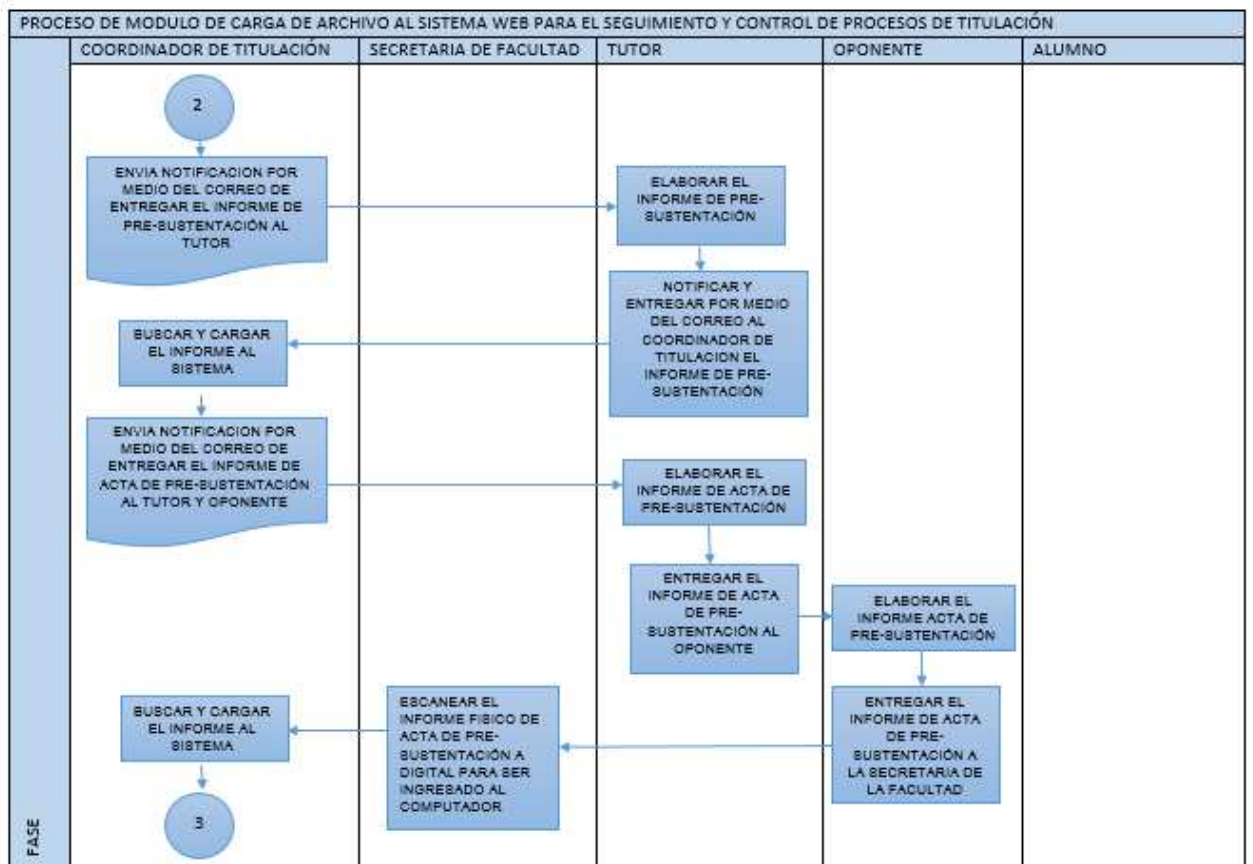 PROCESO DE MODULO DE CARGA DE ARCHIVO AL SISTEMA WEB PARA EL SEGUIMIENTO Y CONTROL DE PROCESOS DE TITULACIÓN
COORDINADOR DE TITULACIÓN
SECRETARIA DE FACULTAD
TUTOR
OPONENTE
ALUMNO
2
ENVIA NOTIFICACION POR
MEDIO DEL CORREO DE
ENTREGAR EL INFORME DE
PRE-SUSTENTACIÓN AL
TUTOR
ELABORAR EL
INFORME DE PRE-
SUSTENTACIÓN
NOTIFICAR Y
ENTREGAR POR MEDIO
DEL CORREO AL
COORDINADOR DE
TITULACION EL
INFORME DE PRE-
SUSTENTACIÓN
BUSCAR Y CARGAR
EL INFORME AL
SISTEMA
ENVIA NOTIFICACION POR
MEDIO DEL CORREO DE
ENTREGAR EL INFORME DE
ACTA DE PRE-SUSTENTACIÓN
AL TUTOR Y OPONENTE
ELABORAR EL
INFORME DE ACTA DE
PRE-SUSTENTACIÓN
ENTREGAR EL
INFORME DE ACTA
DE PRE-
SUSTENTACIÓN AL
OPONENTE
ELABORAR EL
INFORME ACTA DE
PRE-SUSTENTACIÓN
ENTREGAR EL
INFORME DE ACTA
DE PRE-
SUSTENTACIÓN A
LA SECRETARIA DE
LA FACULTAD
ESCANEAR EL
INFORME FISICO DE
ACTA DE PRE-
SUSTENTACIÓN A
DIGITAL PARA SER
INGRESADO AL
COMPUTADOR
BUSCAR Y CARGAR
EL INFORME AL
SISTEMA
3
FASE